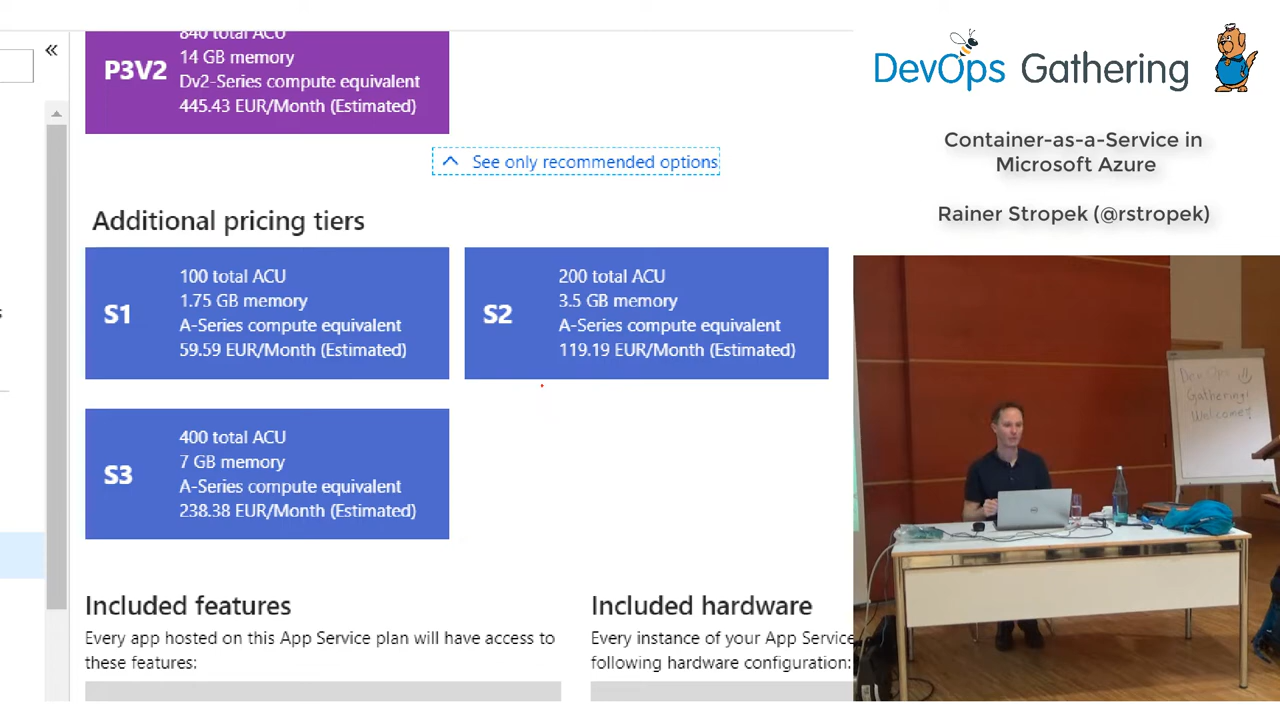 «
840 total ACU
P3V2
14 GB memory
Dv2-Series compute equivalent
445.43 EUR/Month (Estimated)
See only recommended options
Additional pricing tiers
S1
100 total ACU
1.75 GB memory
A-Series compute equivalent
59.59 EUR/Month (Estimated)
S2
200 total ACU
3.5 GB memory
A-Series compute equivalent
119.19 EUR/Month (Estimated)
S3
400 total ACU
7 GB memory
A-Series compute equivalent
238.38 EUR/Month (Estimated)
Included features
Every app hosted on this App Service plan will have access to
these features:
Included hardware
Every instance of your App Service
following hardware configuration:
DevOps Gathering
Container-as-a-Service in
Microsoft Azure
Rainer Stropek (@rstropek)
DevOps
Gathering!
Welcome!